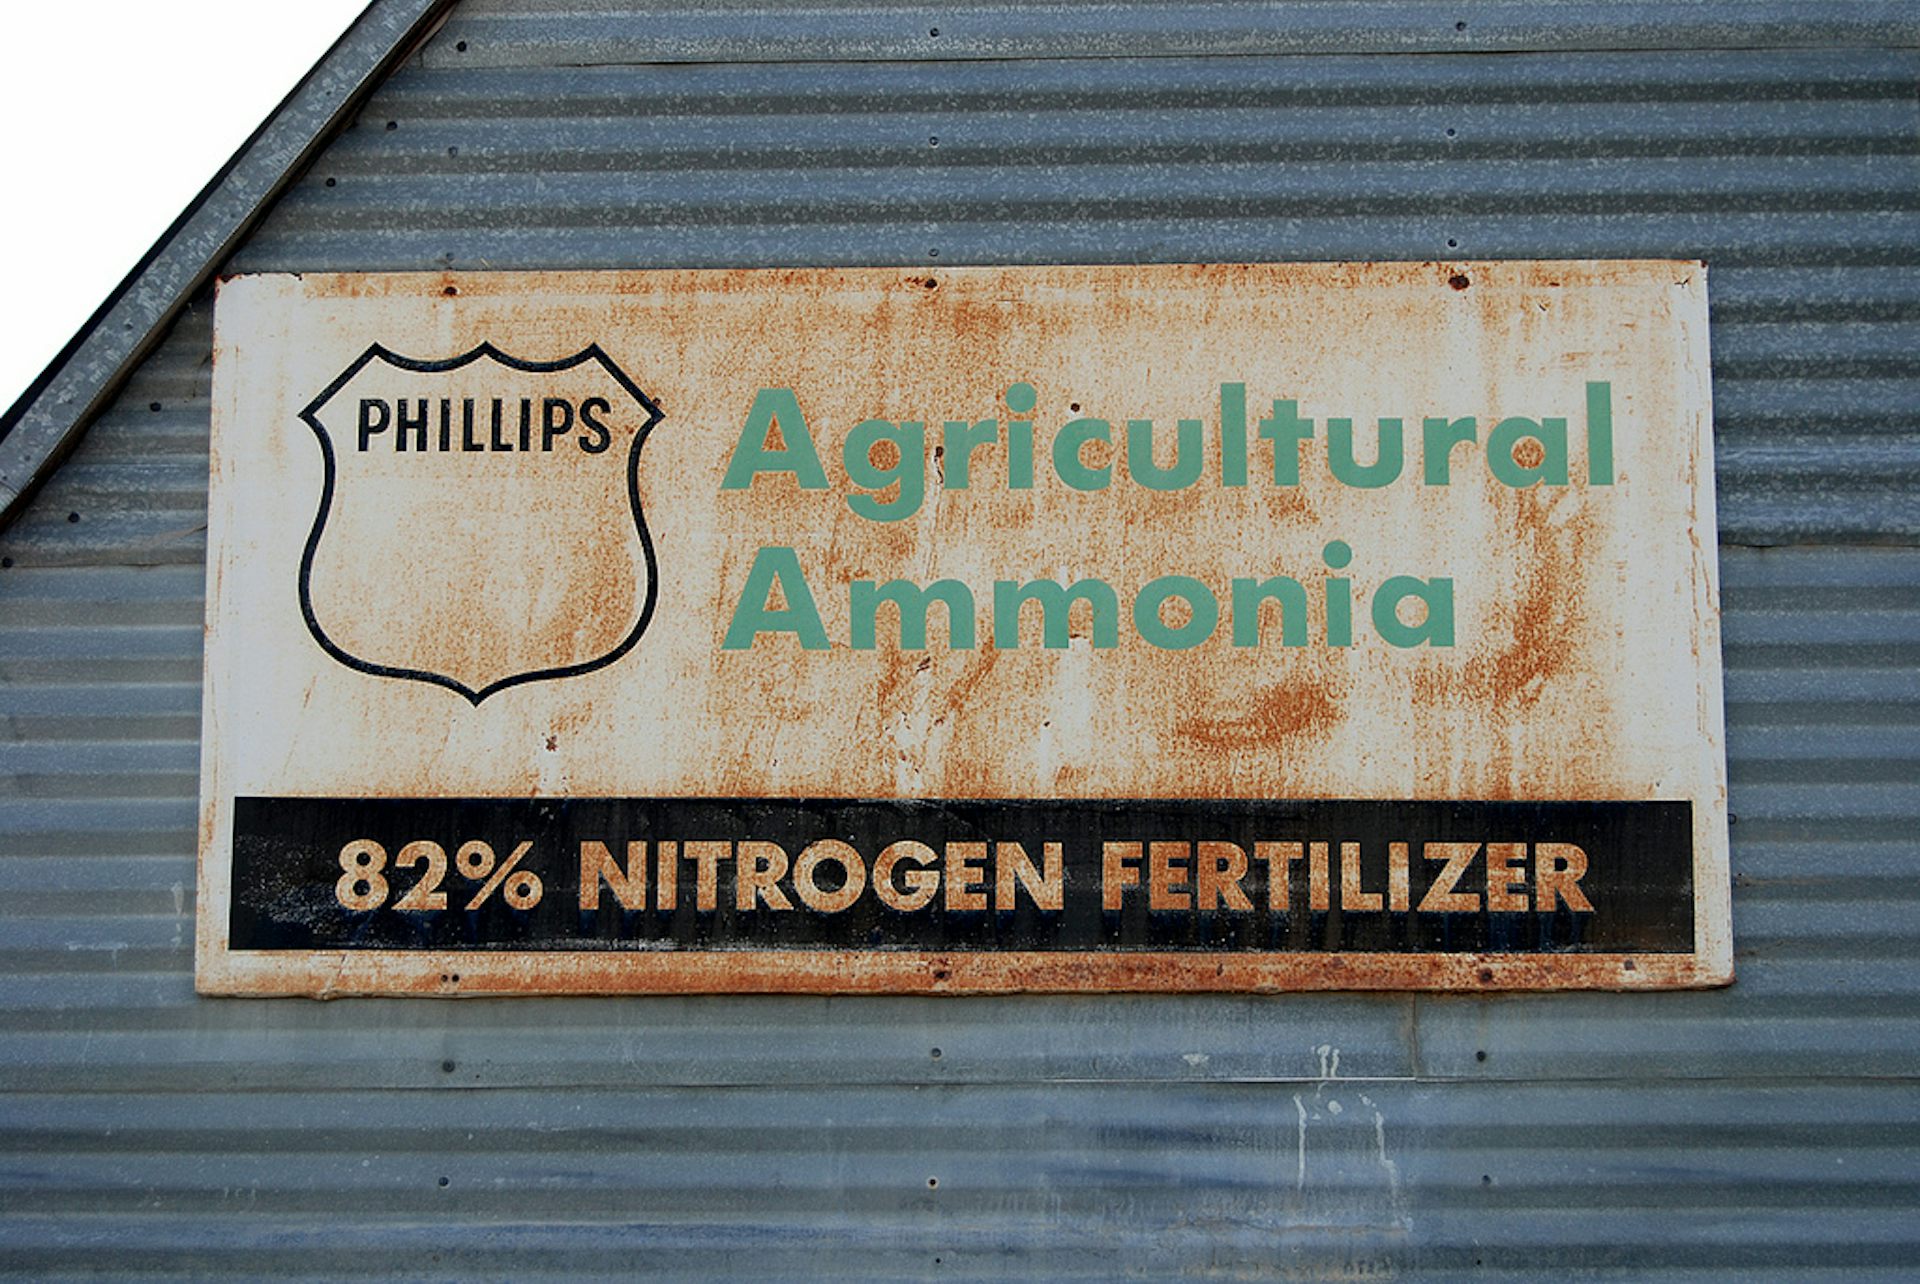 PHILLIPS
Agricultural
Ammonia
82% NITROGEN FERTILIZER